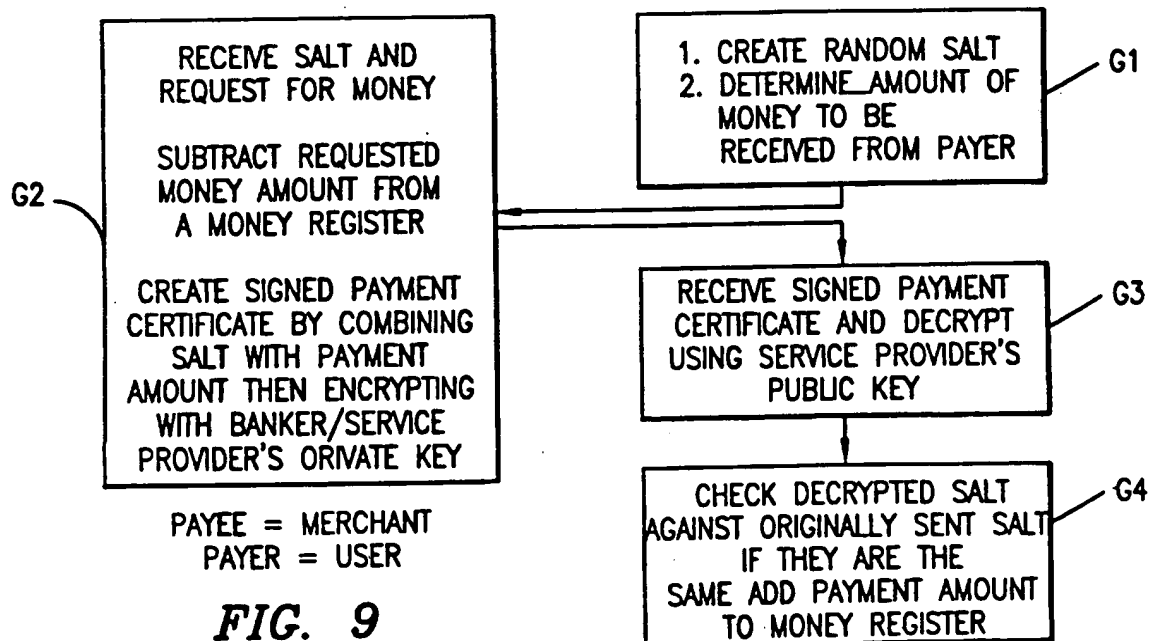 RECEIVE SALT AND
REQUEST FOR MONEY
SUBTRACT REQUESTED
MONEY AMOUNT FROM
A MONEY REGISTER
CREATE SIGNED PAYMENT
CERTIFICATE BY COMBINING
SALT WITH PAYMENT
AMOUNT THEN ENCRYPTING
WITH BANKER/SERVICE
PROVIDER'S ORIVATE KEY
G2
PAYEE = MERCHANT
PAYER = USER
FIG. 9
1. CREATE RANDOM SALT
2. DETERMINE AMOUNT OF
MONEY TO BE
RECEIVED FROM PAYER
G1
RECEIVE SIGNED PAYMENT
CERTIFICATE AND DECRYPT
USING SERVICE PROVIDER'S
PUBLIC KEY
G3
CHECK DECRYPTED SALT
AGAINST ORIGINALLY SENT SALT
IF THEY ARE THE
SAME ADD PAYMENT AMOUNT
TO MONEY REGISTER
G4